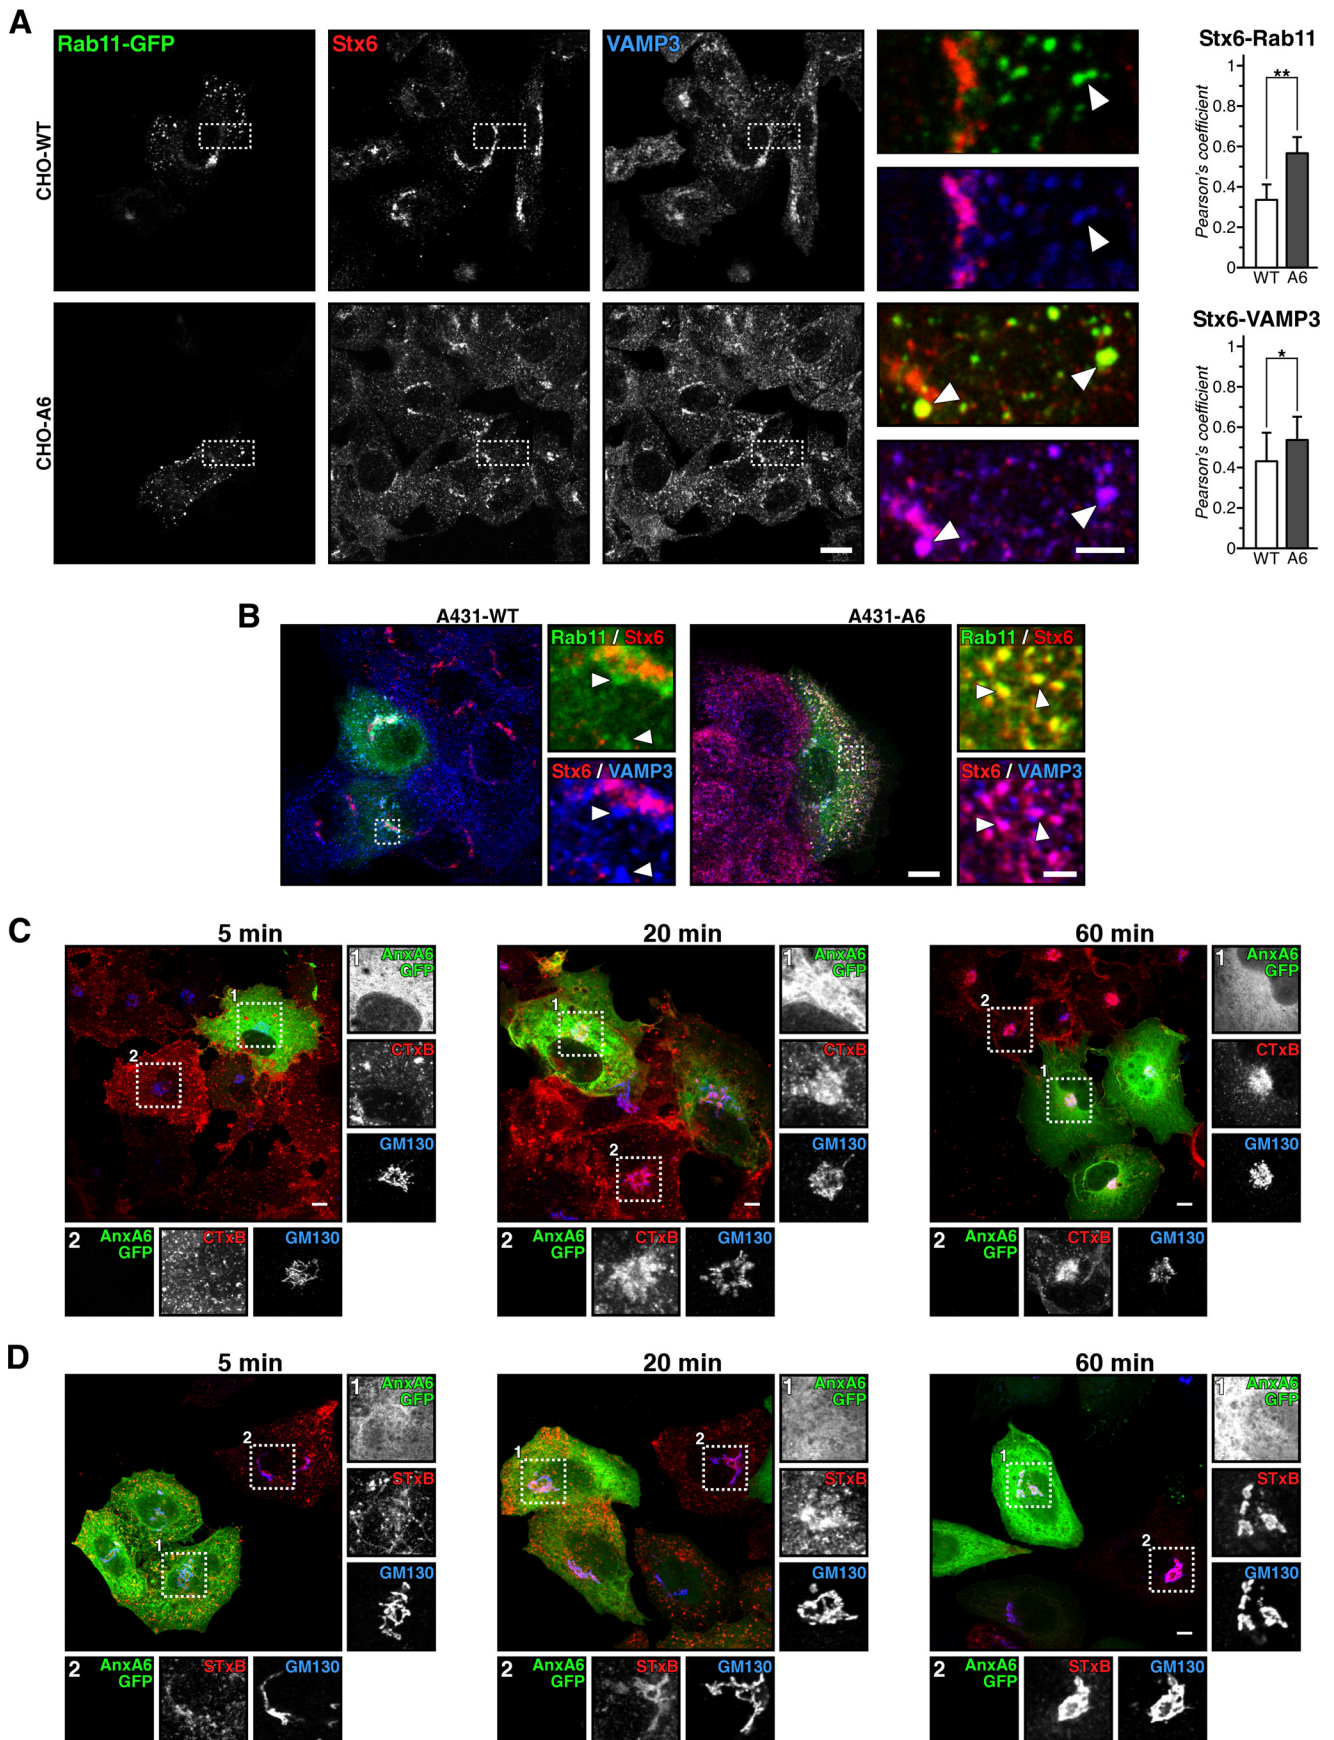 A
Rab11-GFP
Stx6
VAMP3
CHO-WT
CHO-A6
Stx6-Rab11
Pearson's coefficient
1
0.8
0.6
0.4
0.2
0
**
WT A6
Stx6-VAMP3
Pearson's coefficient
1
0.8
0.6
0.4
0.2
0
*
WT A6
B
A431-WT
Rab11 / Stx6
Stx6 / VAMP3
A431-A6
Rab11 / Stx6
Stx6 / VAMP3
C
5 min
1
2
1 AnxA6
GFP
CTxB
GM130
2 AnxA6
GFP
CTxB
GM130
20 min
1
2
1 AnxA6
GFP
CTxB
GM130
2 AnxA6
GFP
CTxB
GM130
60 min
2
1
1 AnxA6
GFP
CTxB
GM130
2 AnxA6
GFP
CTxB
GM130
D
5 min
2
1
1 AnxA6
GFP
STxB
GM130
2 AnxA6
GFP
STxB
GM130
20 min
1
2
1 AnxA6
GFP
STxB
GM130
2 AnxA6
GFP
STxB
GM130
60 min
1
2
1 AnxA6
GFP
STxB
GM130
2 AnxA6
GFP
STxB
GM130